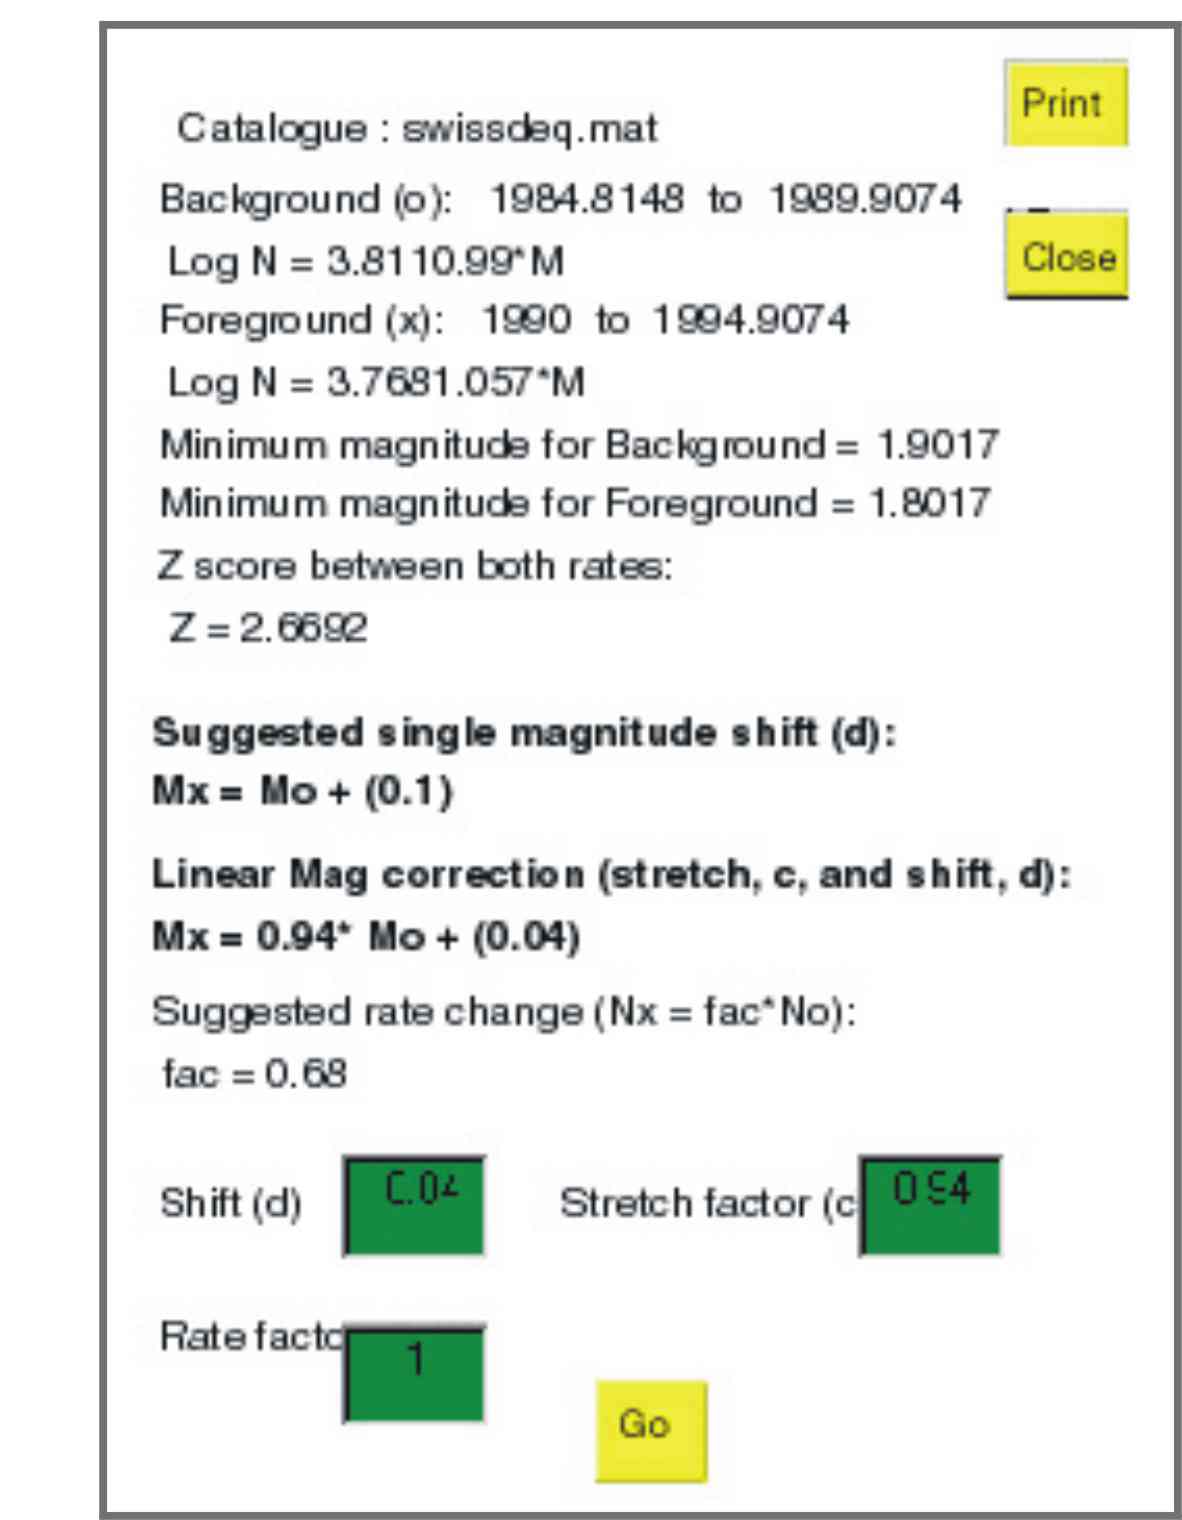 Print
Catalogue : swissdeq.mat
Background (o): 1984.8148 to 1989.9074
Close
Log N = 3.8110.99*M
Foreground (x): 1990 to 1994.9074
Log N = 3.7681.057*M
Minimum magnitude for Background = 1.9017
Minimum magnitude for Foreground = 1.8017
Z score between both rates:
Z = 2.6692
Suggested single magnitude shift (d):
Mx = Mo + (0.1)
Linear Mag correction (stretch, c, and shift, d):
Mx = 0.94* Mo + (0.04)
Suggested rate change (Nx = fac*No):
fac = 0.68
Shift (d) 0.04 Stretch factor (c 0.94
Rate facto 1
Go